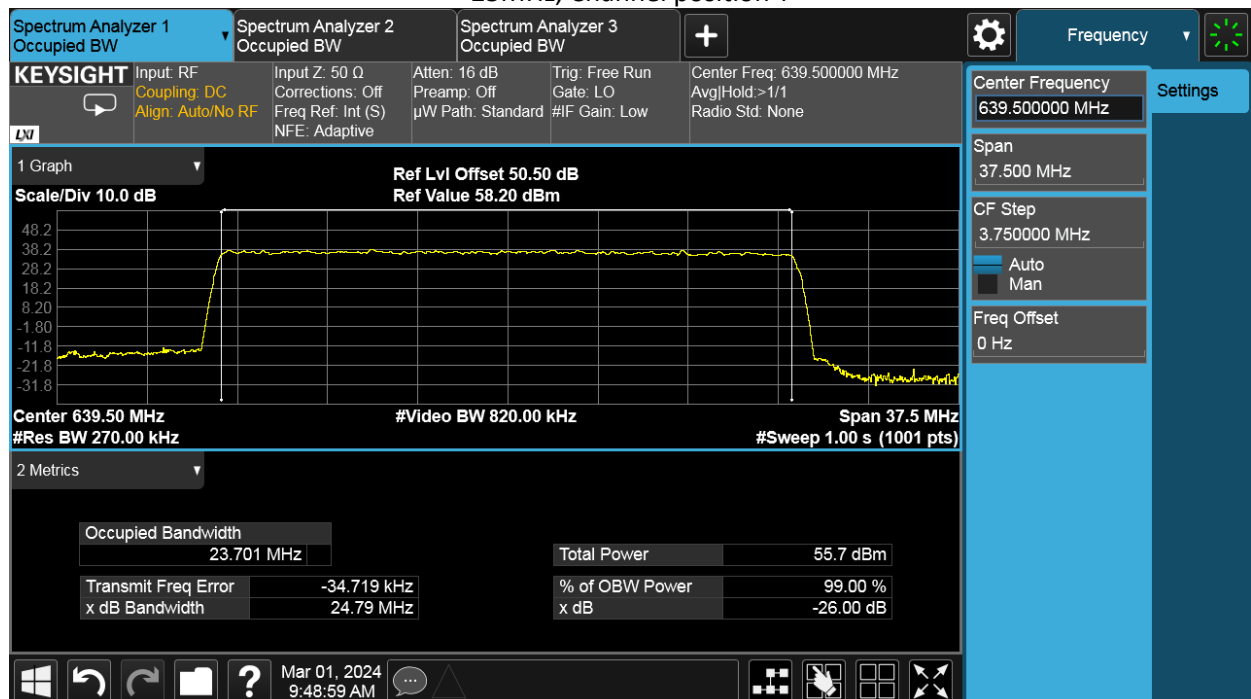 Spectrum Analyzer 1
Occupied BW
Spectrum Analyzer 2
Occupied BW
Spectrum Analyzer 3
Occupied BW
+
Frequency
KEYSIGHT
LXI
Input: RF
Coupling: DC
Align: Auto/No RF
Input Z: 50 Ω
Corrections: Off
Freq Ref: Int (S)
NFE: Adaptive
Atten: 16 dB
Preamp: Off
µW Path: Standard
Trig: Free Run
Gate: LO
#IF Gain: Low
Center Freq: 639.500000 MHz
Avg|Hold:>1/1
Radio Std: None
Center Frequency
639.500000 MHz
Settings
Span
37.500 MHz
CF Step
3.750000 MHz
Auto
Man
Freq Offset
0 Hz
1 Graph
Scale/Div 10.0 dB
Ref Lvl Offset 50.50 dB
Ref Value 58.20 dBm
48.2
38.2
28.2
18.2
8.20
-1.80
-11.8
-21.8
-31.8
Center 639.50 MHz
#Video BW 820.00 kHz
Span 37.5 MHz
#Res BW 270.00 kHz
#Sweep 1.00 s (1001 pts)
2 Metrics
Occupied Bandwidth
23.701 MHz
Total Power 55.7 dBm
Transmit Freq Error -34.719 kHz
% of OBW Power 99.00 %
x dB Bandwidth 24.79 MHz
x dB -26.00 dB
?
Mar 01, 2024
9:48:59 AM